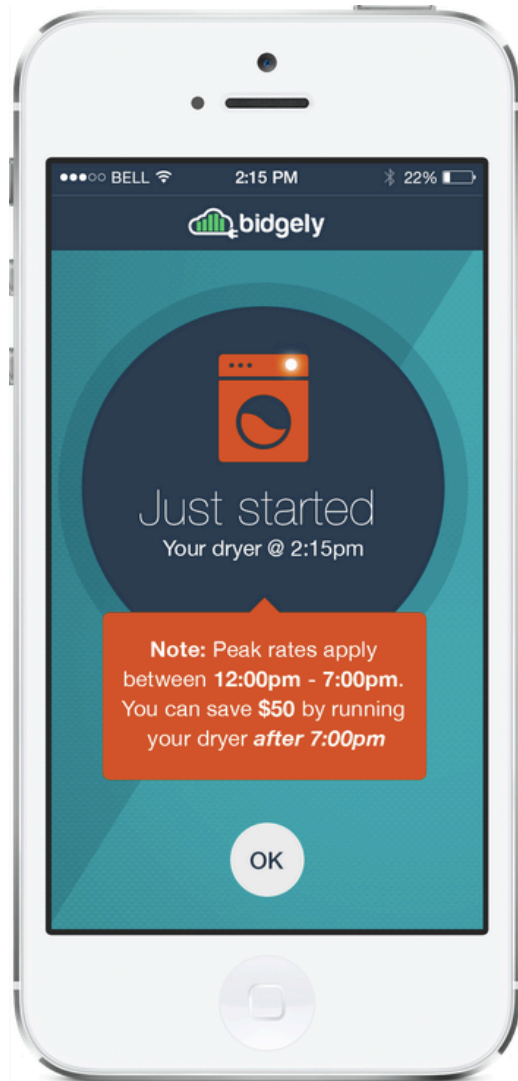 ●●●○○ BELL 2:15 PM 22%
bidgely
Just started
Your dryer @ 2:15pm
Note: Peak rates apply
between 12:00pm - 7:00pm.
You can save $50 by running
your dryer after 7:00pm
OK